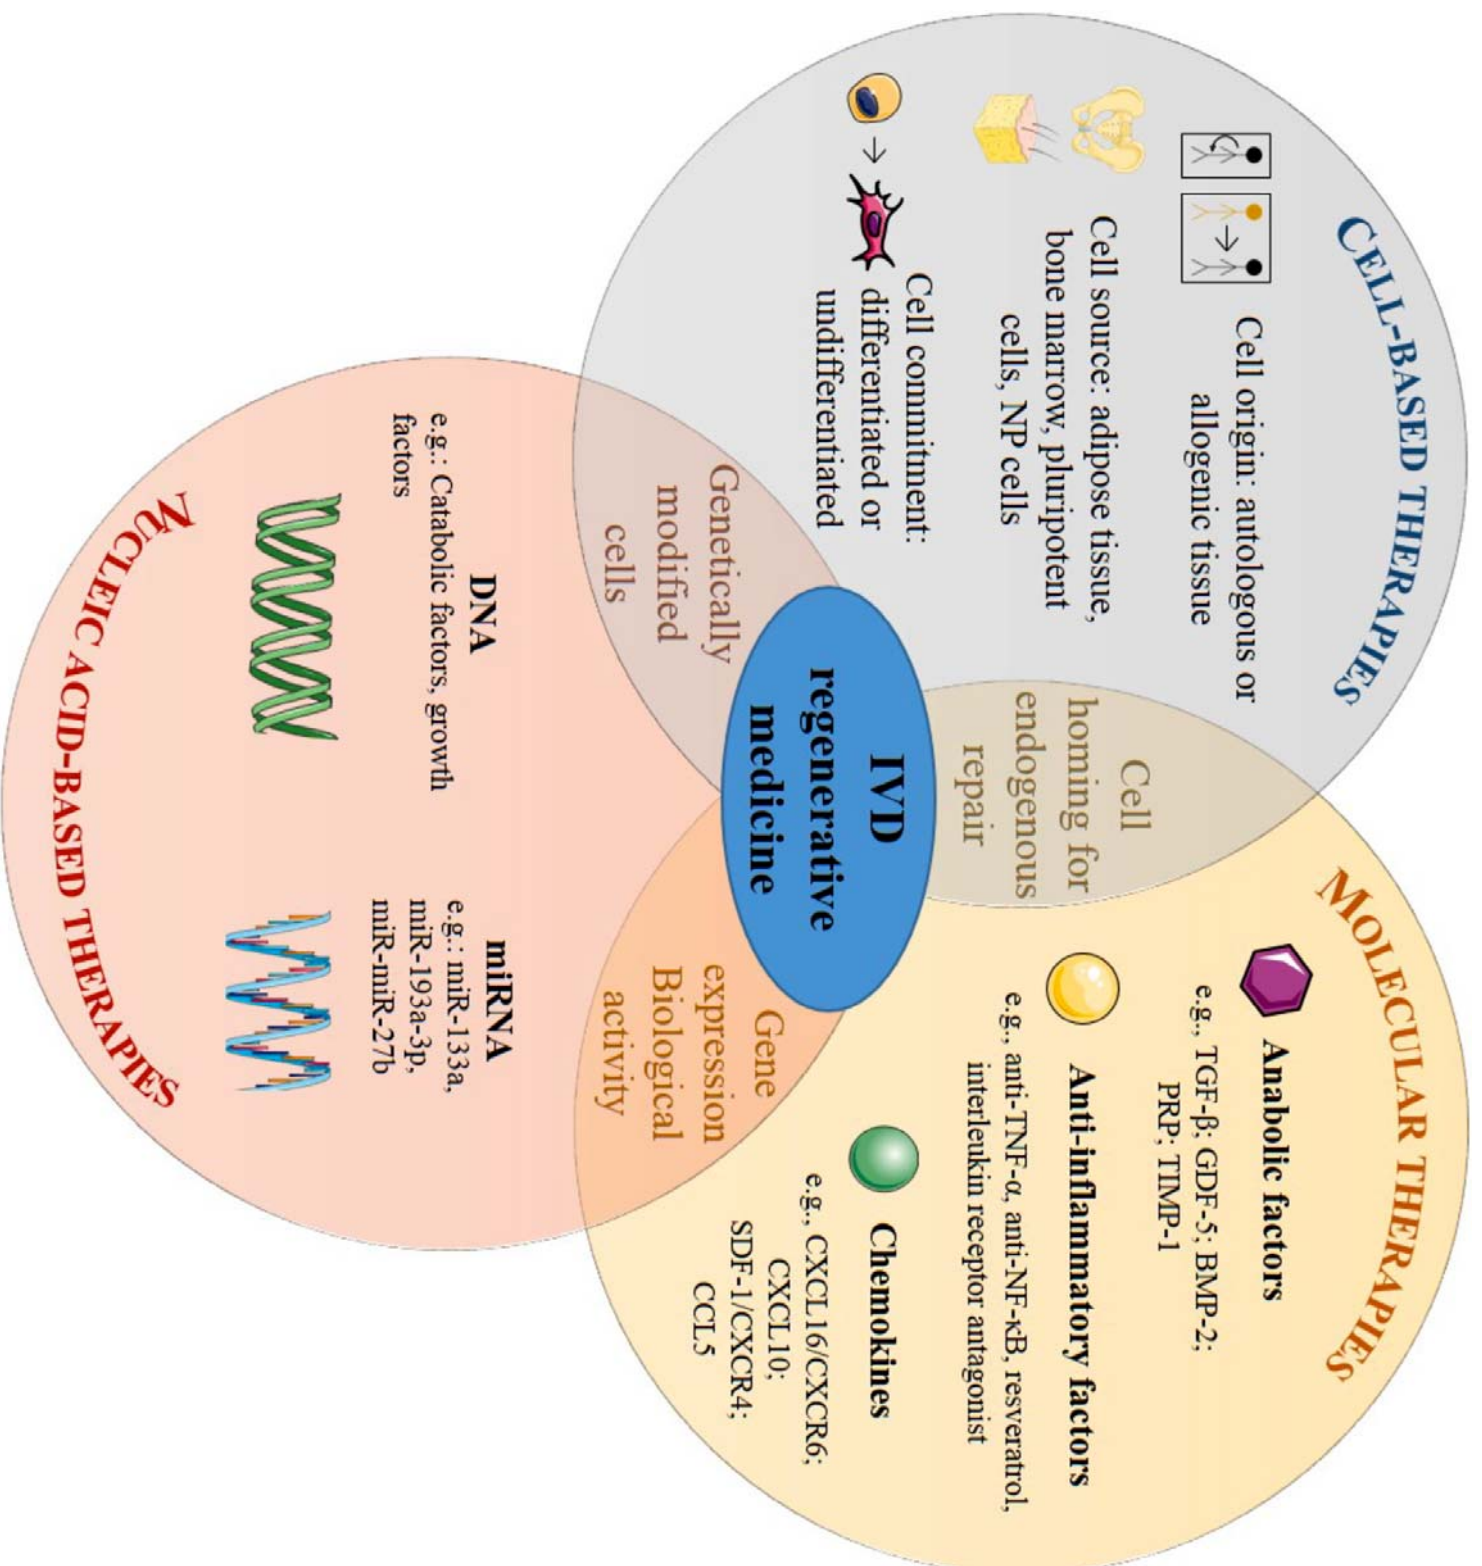 CELL-BASED THERAPIES
Cell origin: autologous or
allogenic tissue
Cell source: adipose tissue,
bone marrow, pluripotent
cells, NP cells
Cell commitment:
differentiated or
undifferentiated
Cell
homing for
endogenous
repair
MOLECULAR THERAPIES
Anabolic factors
e.g., TGF-β; GDF-5; BMP-2;
PRP; TIMP-1
Anti-inflammatory factors
e.g., anti-TNF-α, anti-NF-κB, resveratrol,
interleukin receptor antagonist
Chemokines
e.g., CXCL16/CXCR6;
CXCL10;
SDF-1/CXCR4;
CCL5
IVD
regenerative
medicine
Genetically
modified
cells
Gene
expression
Biological
activity
DNA
e.g.: Catabolic factors, growth
factors
miRNA
e.g.: miR-133a,
miR-193a-3p,
miR-miR-27b
NUCLEIC ACID-BASED THERAPIES